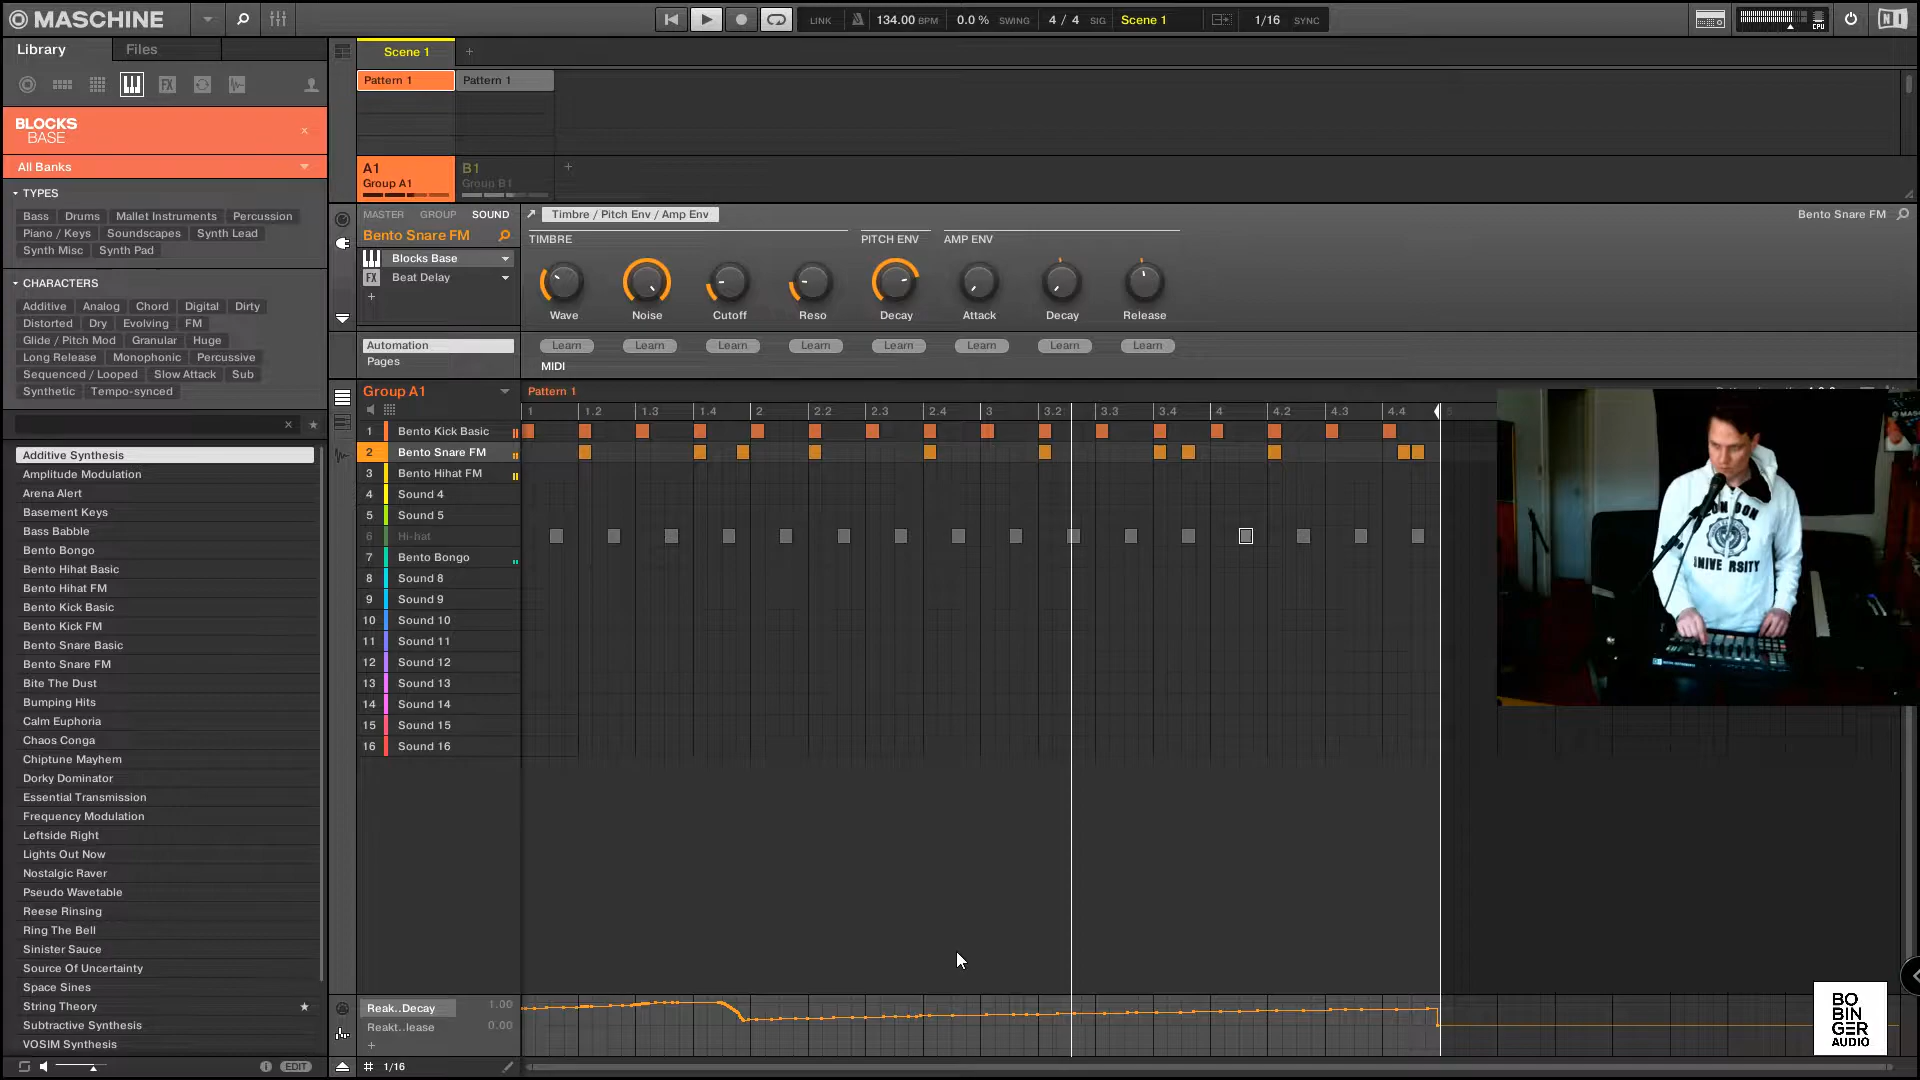 MASCHINE
LINK
134.00 BPM
0.0 % SWING
4 / 4 SIG
Scene 1
1/16 SYNC
CPU
Library
Files
Scene 1
+
Pattern 1
Pattern 1
BLOCKS
BASE
x
All Banks
A1
Group A1
B1
Group B1
+
TYPES
Bass
Drums
Mallet Instruments
Percussion
Piano / Keys
Soundscapes
Synth Lead
Synth Misc
Synth Pad
CHARACTERS
Additive
Analog
Chord
Digital
Dirty
Distorted
Dry
Evolving
FM
Glide / Pitch Mod
Granular
Huge
Long Release
Monophonic
Percussive
Sequenced / Looped
Slow Attack
Sub
Synthetic
Tempo-synced
Additive Synthesis
Amplitude Modulation
Arena Alert
Basement Keys
Bass Babble
Bento Bongo
Bento Hihat Basic
Bento Hihat FM
Bento Kick Basic
Bento Kick FM
Bento Snare Basic
Bento Snare FM
Bite The Dust
Bumping Hits
Calm Euphoria
Chaos Conga
Chiptune Mayhem
Dorky Dominator
Essential Transmission
Frequency Modulation
Leftside Right
Lights Out Now
Nostalgic Raver
Pseudo Wavetable
Reese Rinsing
Ring The Bell
Sinister Sauce
Source Of Uncertainty
Space Sines
String Theory
Subtractive Synthesis
VOSIM Synthesis
EDIT
MASTER
GROUP
SOUND
Bento Snare FM
Blocks Base
FX
Beat Delay
+
Timbre / Pitch Env / Amp Env
Bento Snare FM
TIMBRE
PITCH ENV
AMP ENV
Wave
Noise
Cutoff
Reso
Decay
Attack
Decay
Release
Automation
Pages
Learn
Learn
Learn
Learn
Learn
Learn
Learn
Learn
MIDI
Group A1
Pattern 1
1
1.2
1.3
1.4
2
2.2
2.3
2.4
3
3.2
3.3
3.4
4
4.2
4.3
4.4
5
1 Bento Kick Basic
2 Bento Snare FM
3 Bento Hihat FM
4 Sound 4
5 Sound 5
6 Hi-hat
7 Bento Bongo
8 Sound 8
9 Sound 9
10 Sound 10
11 Sound 11
12 Sound 12
13 Sound 13
14 Sound 14
15 Sound 15
16 Sound 16
Reak..Decay 1.00
Reakt..lease 0.00
+
1/16
BO
BIN
GER
AUDIO